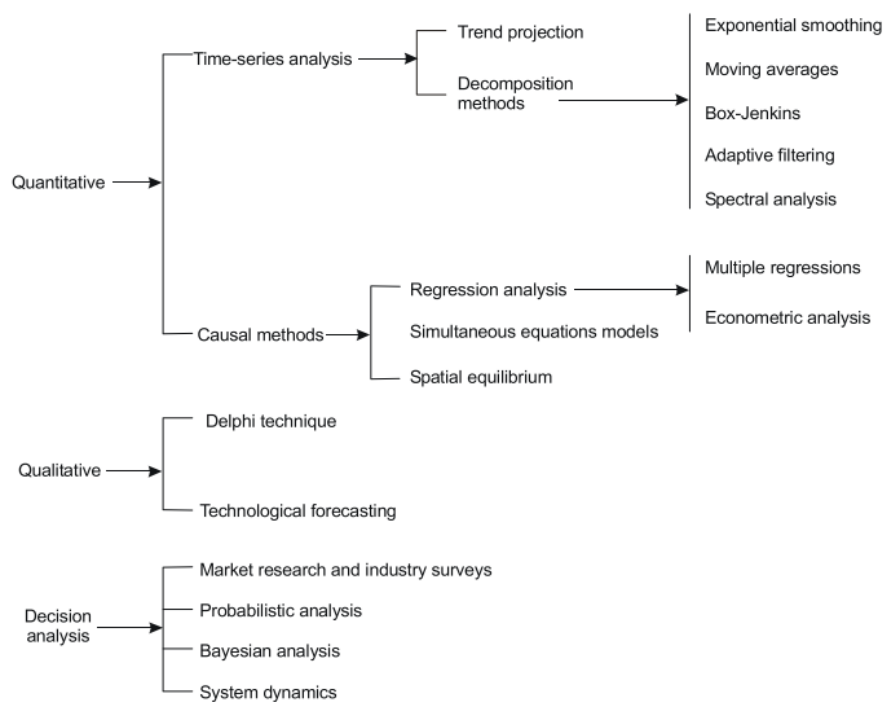 Quantitative
Time-series analysis
Trend projection
Decomposition
methods
Exponential smoothing
Moving averages
Box-Jenkins
Adaptive filtering
Spectral analysis
Causal methods
Regression analysis
Multiple regressions
Econometric analysis
Simultaneous equations models
Spatial equilibrium
Qualitative
Delphi technique
Technological forecasting
Decision
analysis
Market research and industry surveys
Probabilistic analysis
Bayesian analysis
System dynamics